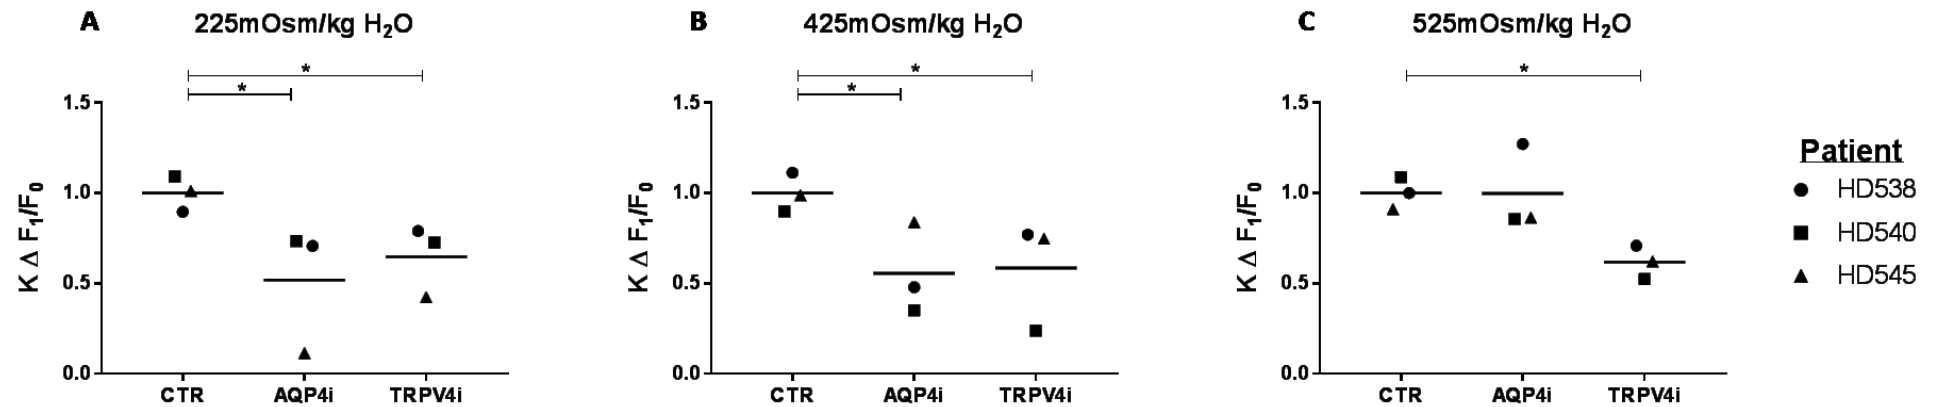 A 225mOsm/kg H₂O
* *
1.5
1.0
0.5
0.0
K Δ F₁/F₀
CTR AQP4i TRPV4i
B 425mOsm/kg H₂O
* *
1.5
1.0
0.5
0.0
K Δ F₁/F₀
CTR AQP4i TRPV4i
C 525mOsm/kg H₂O
*
1.5
1.0
0.5
0.0
K Δ F₁/F₀
CTR AQP4i TRPV4i
Patient
HD538
HD540
HD545